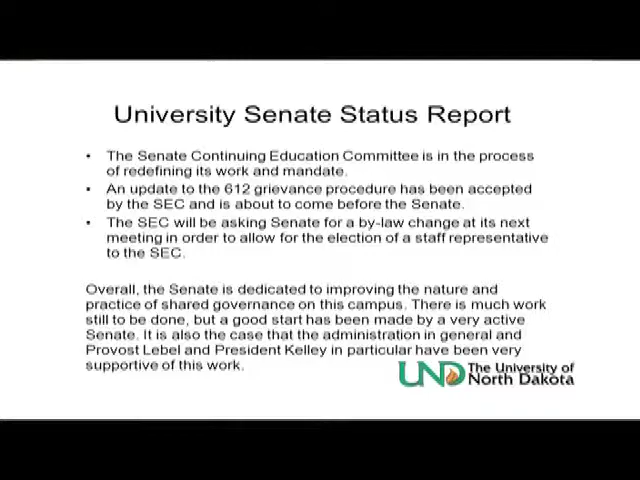 University Senate Status Report
• The Senate Continuing Education Committee is in the process
of redefining its work and mandate.
• An update to the 612 grievance procedure has been accepted
by the SEC and is about to come before the Senate.
• The SEC will be asking Senate for a by-law change at its next
meeting in order to allow for the election of a staff representative
to the SEC.
Overall, the Senate is dedicated to improving the nature and
practice of shared governance on this campus. There is much work
still to be done, but a good start has been made by a very active
Senate. It is also the case that the administration in general and
Provost Lebel and President Kelley in particular have been very
supportive of this work.
UND The University of
North Dakota